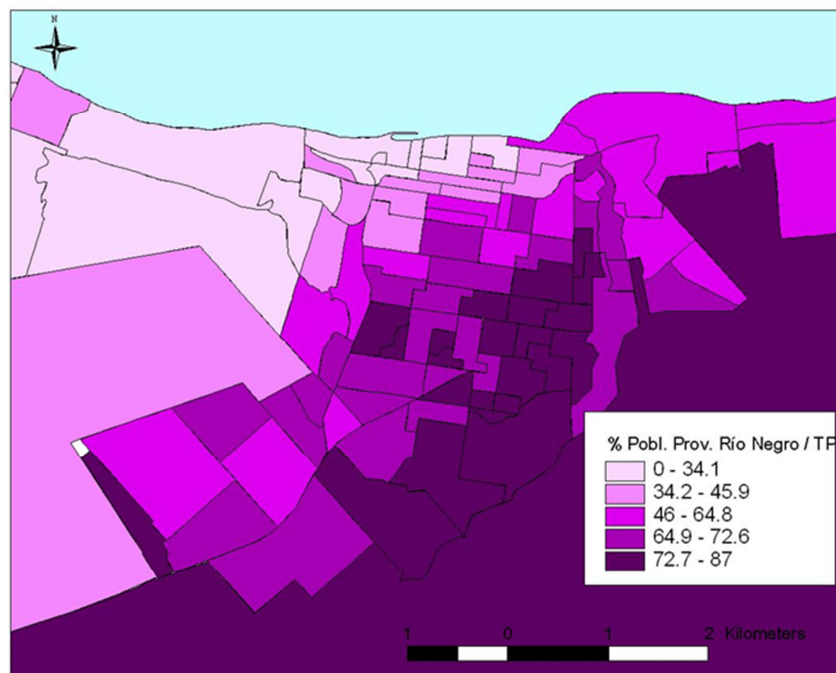 N
% Pobl. Prov. Río Negro / TP
0 - 34.1
34.2 - 45.9
46 - 64.8
64.9 - 72.6
72.7 - 87
1 0 1 2 Kilometers